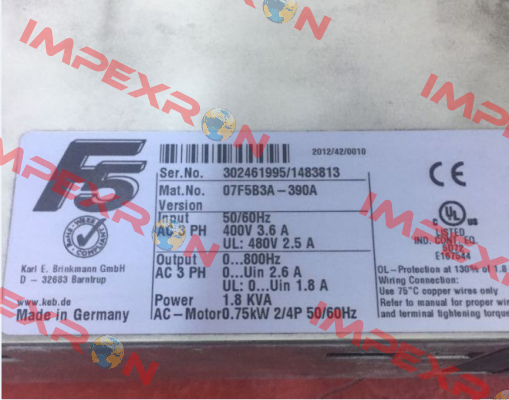 IMPEXRON
IMPEXRON
IMPEXRON
IMPEXRON
F5
2012/42/0010
Ser.No. 302461995/1483813
Mat.No. 07F5B3A-390A
Version
Input 50/60Hz
AC 3 PH 400V 3.6 A
UL: 480V 2.5 A
Output 0...800Hz
AC 3 PH 0...Uin 2.6 A
UL: 0...Uin 1.8 A
Power 1.8 KVA
AC-Motor 0.75kW 2/4P 50/60Hz
Karl E. Brinkmann GmbH
D - 32683 Barntrup
www.keb.de
Made in Germany
CE
C UL US
LISTED
IND. CONT. EQ.
5D72
E167544
OL-Protection at 130% of 1.8
Wiring Connection:
Use 75°C copper wires only
Refer to manual for proper wir
and terminal tightening torque